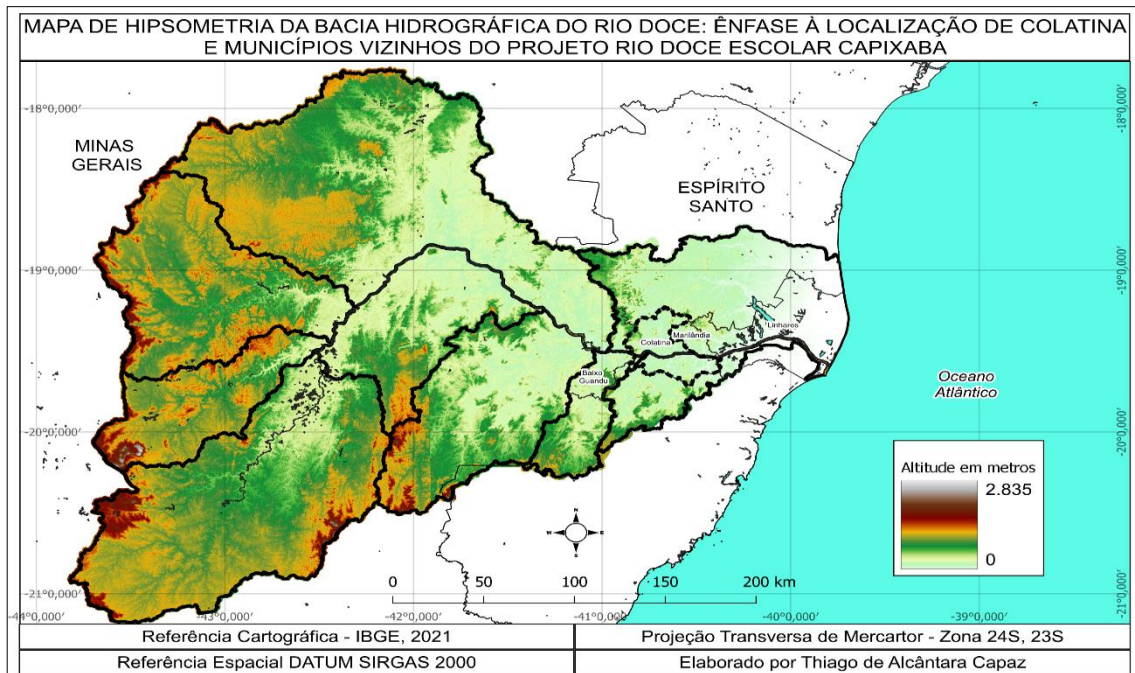 MAPA DE HIPSOMETRIA DA BACIA HIDROGRÁFICA DO RIO DOCE: ÊNFASE À LOCALIZAÇÃO DE COLATINA
E MUNICÍPIOS VIZINHOS DO PROJETO RIO DOCE ESCOLAR CAPIXABA
-18°0,000'
-18°0,000'
MINAS
GERAIS
ESPÍRITO
SANTO
-19°0,000'
-19°0,000'
Linhares
Marilândia
Colatina
Baixo
Guandu
Oceano
Atlântico
-20°0,000'
-20°0,000'
Altitude em metros
2.835
0
N
W
E
S
0
50
100
150
200 km
-21°0,000'
-21°0,000'
-44°0,000'
-43°0,000'
-42°0,000'
-41°0,000'
-40°0,000'
-39°0,000'
Referência Cartográfica - IBGE, 2021
Projeção Transversa de Mercartor - Zona 24S, 23S
Referência Espacial DATUM SIRGAS 2000
Elaborado por Thiago de Alcântara Capaz